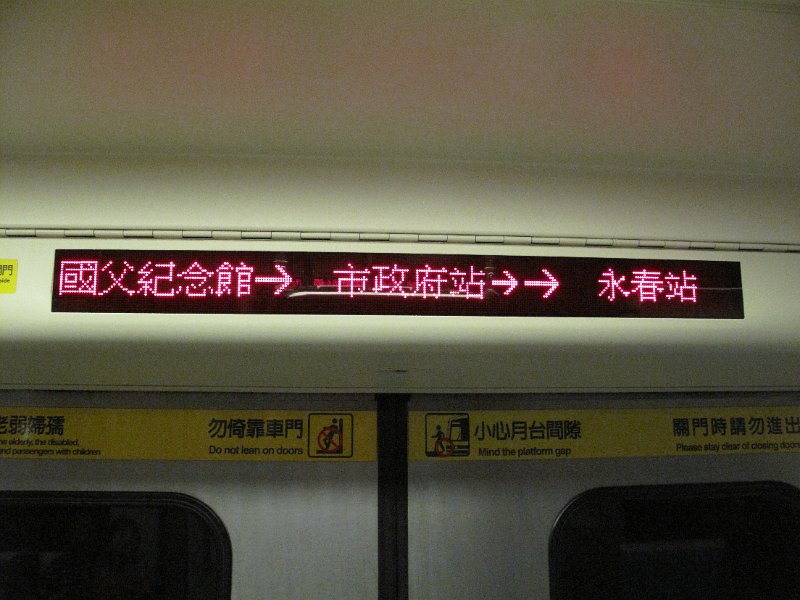 國父紀念館→ 市政府站→→ 永春站
老弱婦孺
the elderly, the disabled,
and passengers with children
勿倚靠車門
Do not lean on doors
小心月台間隙
Mind the platform gap
關門時請勿進出
Please stay clear of closing doors